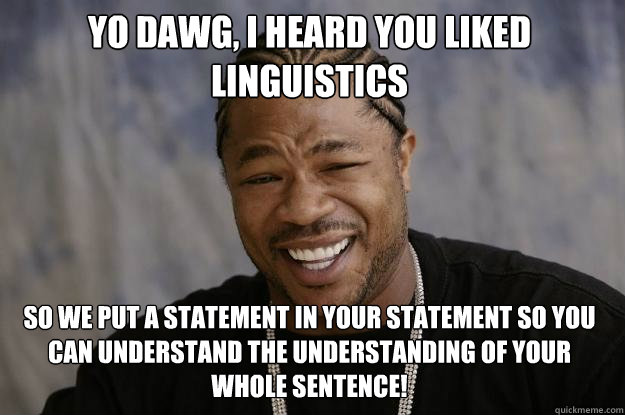 YO DAWG, I HEARD YOU LIKED
LINGUISTICS
SO WE PUT A STATEMENT IN YOUR STATEMENT SO YOU
CAN UNDERSTAND THE UNDERSTANDING OF YOUR
WHOLE SENTENCE!
quickmeme.com